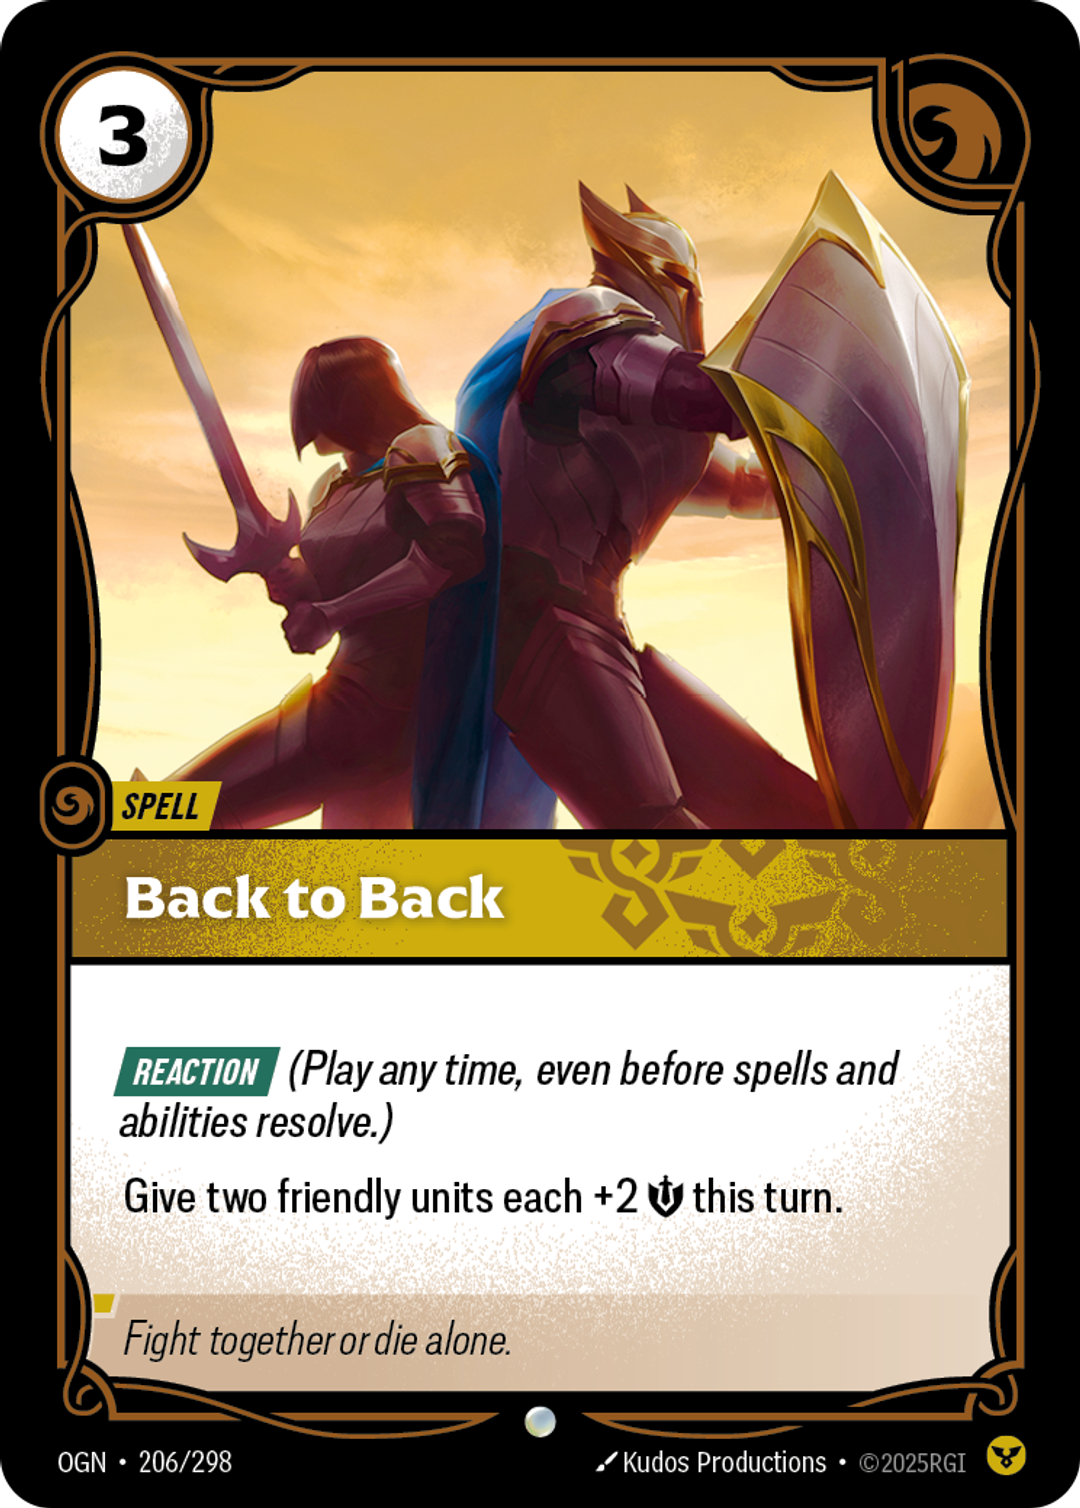 3
SPELL
Back to Back
REACTION (Play any time, even before spells and
abilities resolve.)
Give two friendly units each +2 this turn.
Fight together or die alone.
OGN • 206/298
Kudos Productions • ©2025RGI